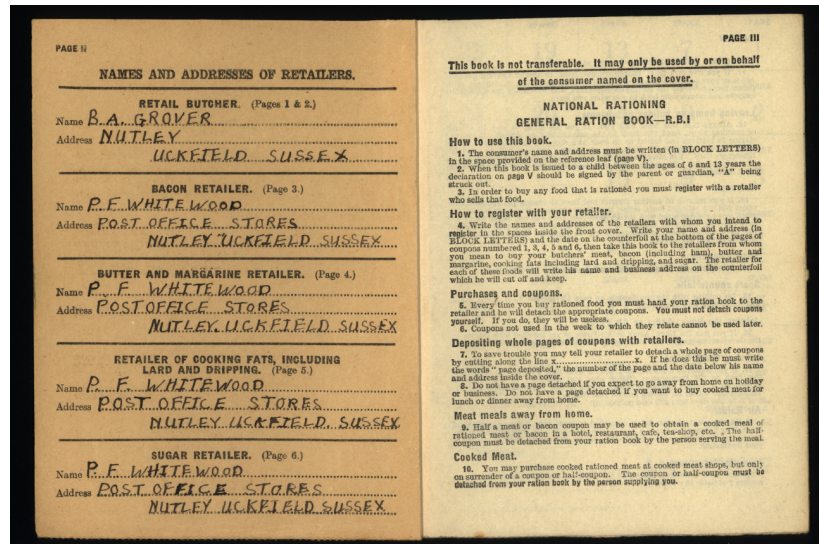 PAGE ii
NAMES AND ADDRESSES OF RETAILERS.
RETAIL BUTCHER. (Pages 1 & 2.)
Name B. A. GROVER
Address NUTLEY
UCKFIELD SUSSEX
BACON RETAILER. (Page 3.)
Name P. F. WHITEWOOD
Address POST OFFICE STORES
NUTLEY UCKFIELD SUSSEX
BUTTER AND MARGARINE RETAILER. (Page 4.)
Name P. F WHITEWOOD
Address POST OFFICE STORES
NUTLEY. UCKFIELD SUSSEX
RETAILER OF COOKING FATS, INCLUDING
LARD AND DRIPPING. (Page 5.)
Name P. F WHITEWOOD
Address POST OFFICE STORES
NUTLEY UCKFIELD. SUSSEX
SUGAR RETAILER. (Page 6.)
Name P. F WHITEWOOD
Address POST OFFICE STORES
NUTLEY UCKFIELD SUSSEX
PAGE III
This book is not transferable. It may only be used by or on behalf
of the consumer named on the cover.
NATIONAL RATIONING
GENERAL RATION BOOK—R.B.1
How to use this book.
1. The consumer's name and address must be written (in BLOCK LETTERS)
in the space provided on the reference leaf (page V).
2. When this book is issued to a child between the ages of 6 and 13 years the
declaration on page V should be signed by the parent or guardian, "A" being
struck out.
3. In order to buy any food that is rationed you must register with a retailer
who sells that food.
How to register with your retailer.
4. Write the names and addresses of the retailers with whom you intend to
register in the spaces inside the front cover. Write your name and address (in
BLOCK LETTERS) and the date on the counterfoil at the bottom of the pages of
coupons numbered 1, 3, 4, 5 and 6, then take this book to the retailers from whom
you mean to buy your butchers' meat, bacon (including ham), butter and
margarine, cooking fats including lard and dripping, and sugar. The retailer for
each of these foods will write his name and business address on the counterfoil
which he will cut off and keep.
Purchases and coupons.
5. Every time you buy rationed food you must hand your ration book to the
retailer and he will detach the appropriate coupons. You must not detach coupons
yourself. If you do, they will be useless.
6. Coupons not used in the week to which they relate cannot be used later.
Depositing whole pages of coupons with retailers.
7. To save trouble you may tell your retailer to detach a whole page of coupons
by cutting along the line x..............................x. If he does this he must write
the words " page deposited," the number of the page and the date below his name
and address inside the cover.
8. Do not have a page detached if you expect to go away from home on holiday
or business. Do not have a page detached if you want to buy cooked meat for
lunch or dinner away from home.
Meat meals away from home.
9. Half a meat or bacon coupon may be used to obtain a cooked meal of
rationed meat or bacon in a hotel, restaurant, cafe, tea-shop, etc. The half-
coupon must be detached from your ration book by the person serving the meal
Cooked Meat.
10. You may purchase cooked rationed meat at cooked meat shops, but only
on surrender of a coupon or half-coupon. The coupon or half-coupon must be
detached from your ration book by the person supplying you.